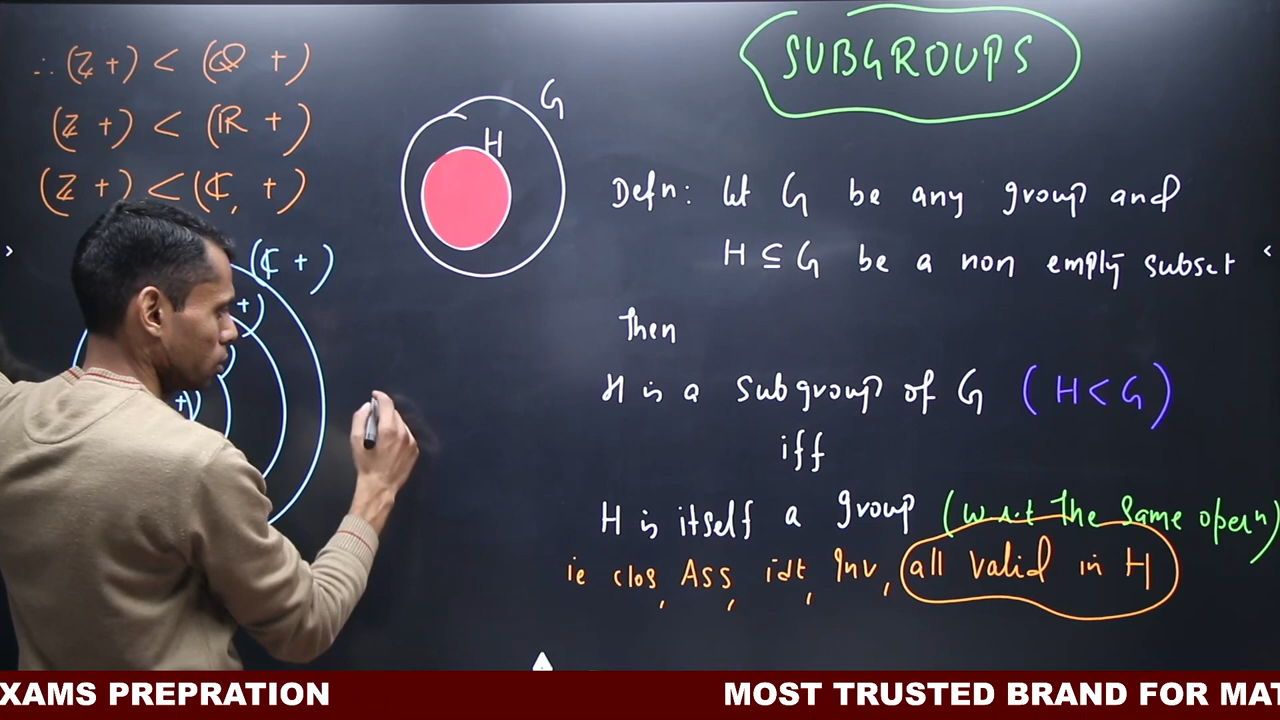 SUBGROUPS
∴ (Z +) < (Q +)
(Z +) < (R +)
(Z +) < (C, +)
G
H
(C +)
+)
+)
Defn: Let G be any group and
H ⊆ G be a non empty subset
Then
H is a subgroup of G (H < G)
iff
H is itself a group (w.r.t the same opern)
ie clos, Ass, idt, Inv, all valid in H
XAMS PREPRATION
MOST TRUSTED BRAND FOR MAT